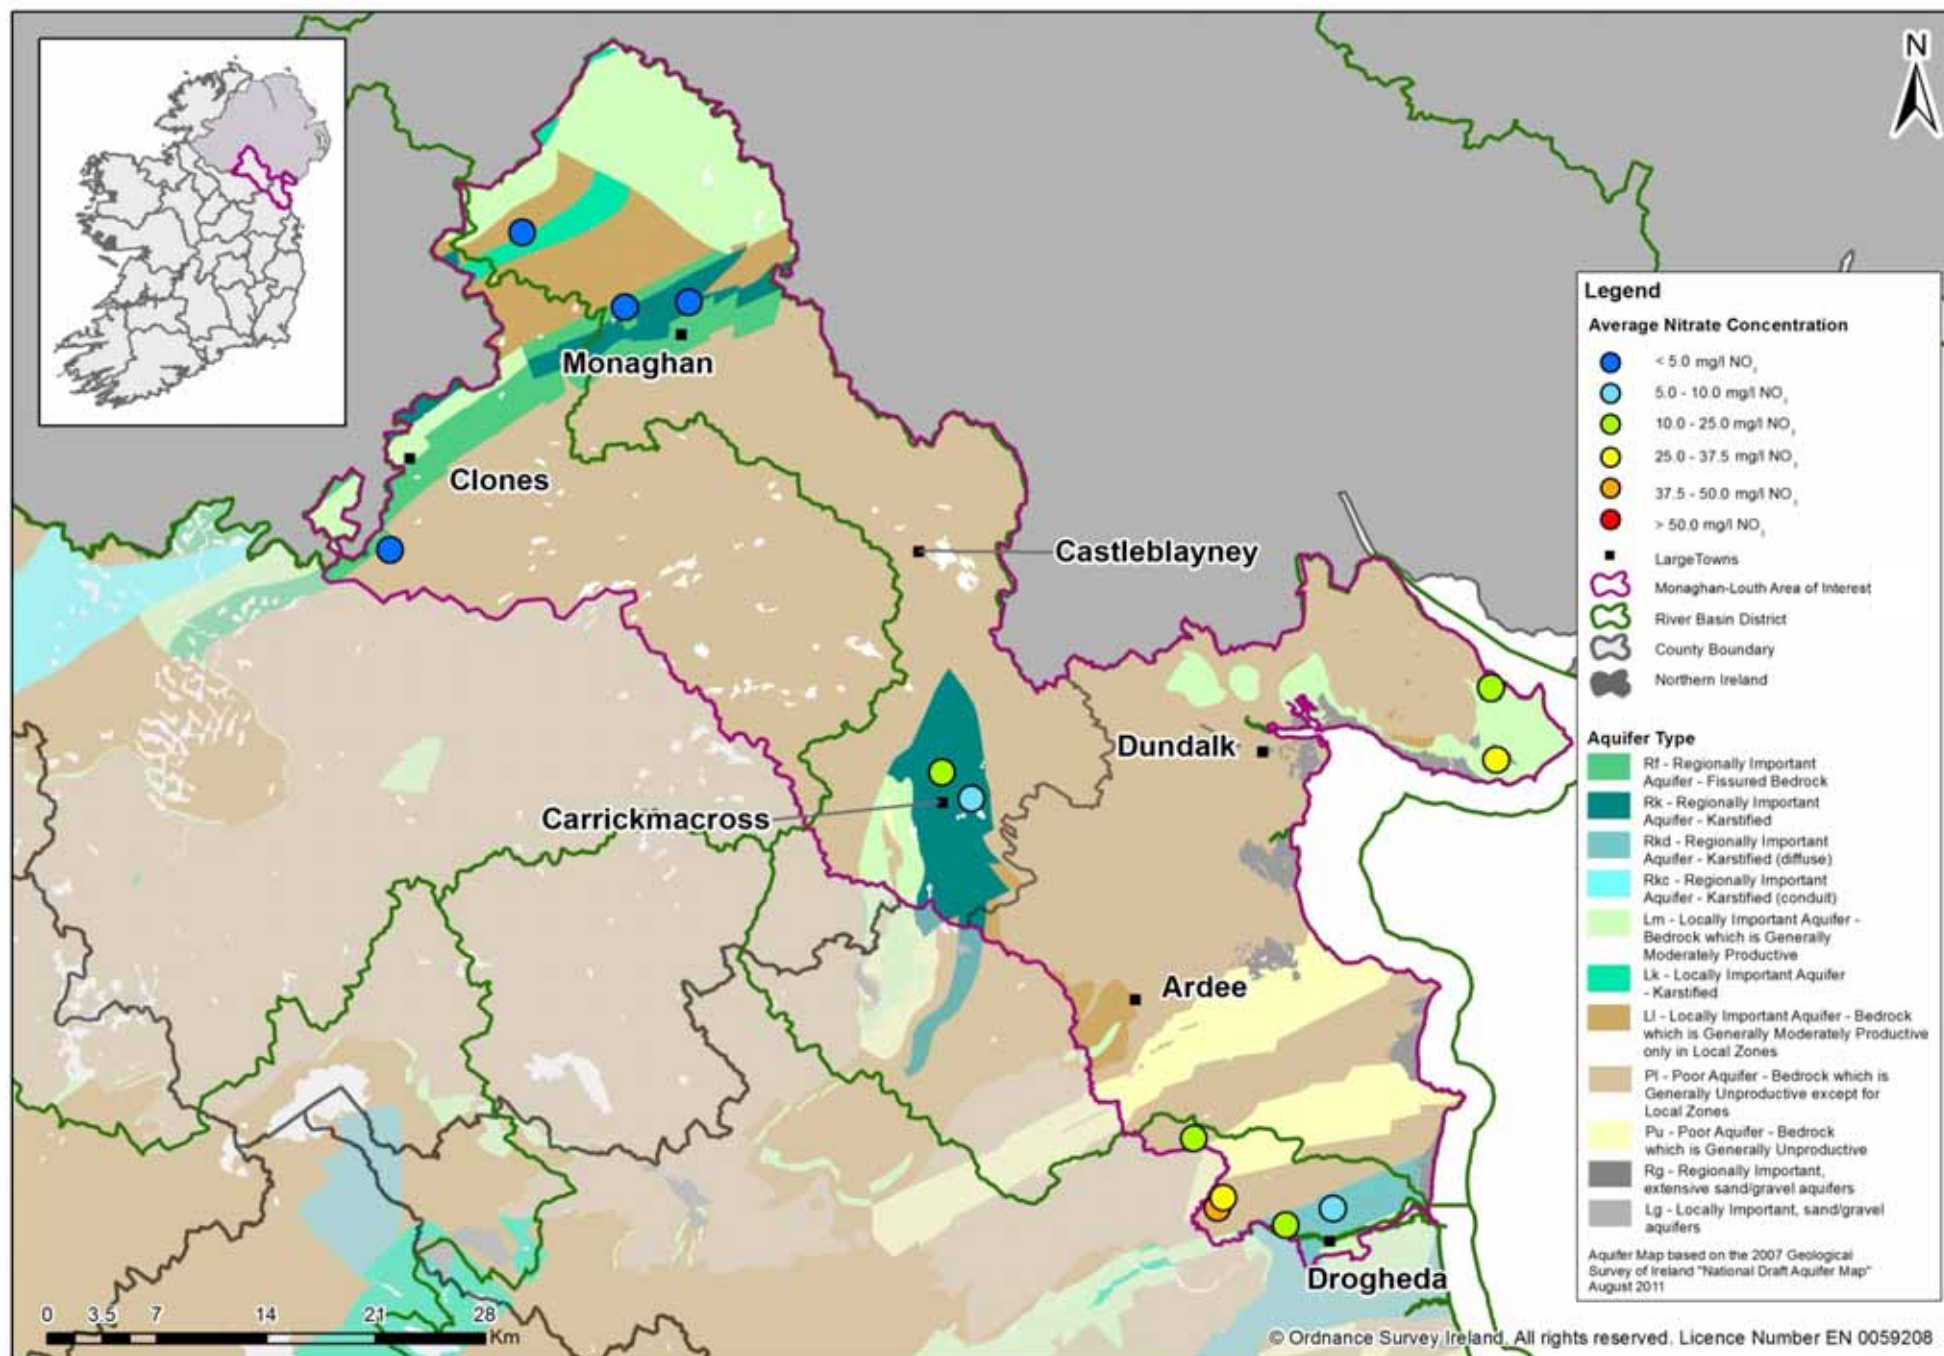 N
Monaghan
Clones
Castleblayney
Dundalk
Carrickmacross
Ardee
Drogheda
Legend
Average Nitrate Concentration
< 5.0 mg/l NO3
5.0 - 10.0 mg/l NO3
10.0 - 25.0 mg/l NO3
25.0 - 37.5 mg/l NO3
37.5 - 50.0 mg/l NO3
> 50.0 mg/l NO3
LargeTowns
Monaghan-Louth Area of Interest
River Basin District
County Boundary
Northern Ireland
Aquifer Type
Rf - Regionally Important
Aquifer - Fissured Bedrock
Rk - Regionally Important
Aquifer - Karstified
Rkd - Regionally Important
Aquifer - Karstified (diffuse)
Rkc - Regionally Important
Aquifer - Karstified (conduit)
Lm - Locally Important Aquifer -
Bedrock which is Generally
Moderately Productive
Lk - Locally Important Aquifer
- Karstified
Ll - Locally Important Aquifer - Bedrock
which is Generally Moderately Productive
only in Local Zones
Pl - Poor Aquifer - Bedrock which is
Generally Unproductive except for
Local Zones
Pu - Poor Aquifer - Bedrock
which is Generally Unproductive
Rg - Regionally Important,
extensive sand/gravel aquifers
Lg - Locally Important, sand/gravel
aquifers
Aquifer Map based on the 2007 Geological
Survey of Ireland "National Draft Aquifer Map"
August 2011
0 3.5 7 14 21 28
Km
© Ordnance Survey Ireland. All rights reserved. Licence Number EN 0059208